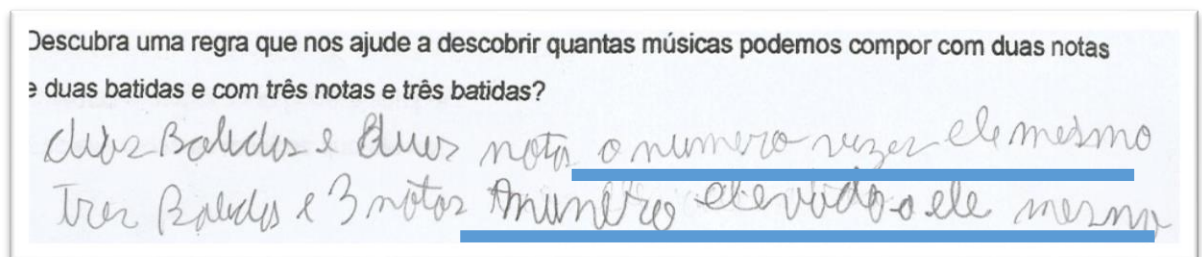 Descubra uma regra que nos ajude a descobrir quantas músicas podemos compor com duas notas
e duas batidas e com três notas e três batidas?
duas Batidas e duas nota o numero vezes ele mesmo
Tres Batidas e 3 notas o numero elevado a ele mesmo